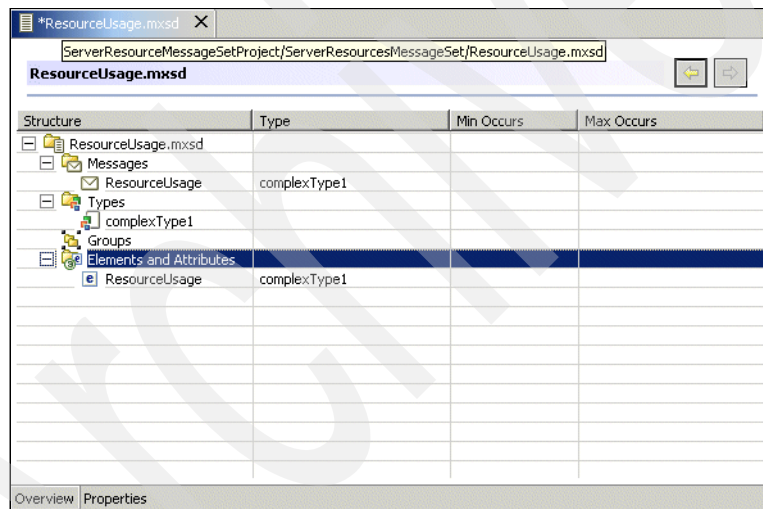 *ResourceUsage.mxsd X
ServerResourceMessageSetProject/ServerResourcesMessageSet/ResourceUsage.mxsd
ResourceUsage.mxsd
Structure Type Min Occurs Max Occurs
ResourceUsage.mxsd
Messages
ResourceUsage complexType1
Types
complexType1
Groups
Elements and Attributes
e ResourceUsage complexType1
Overview Properties
Archive